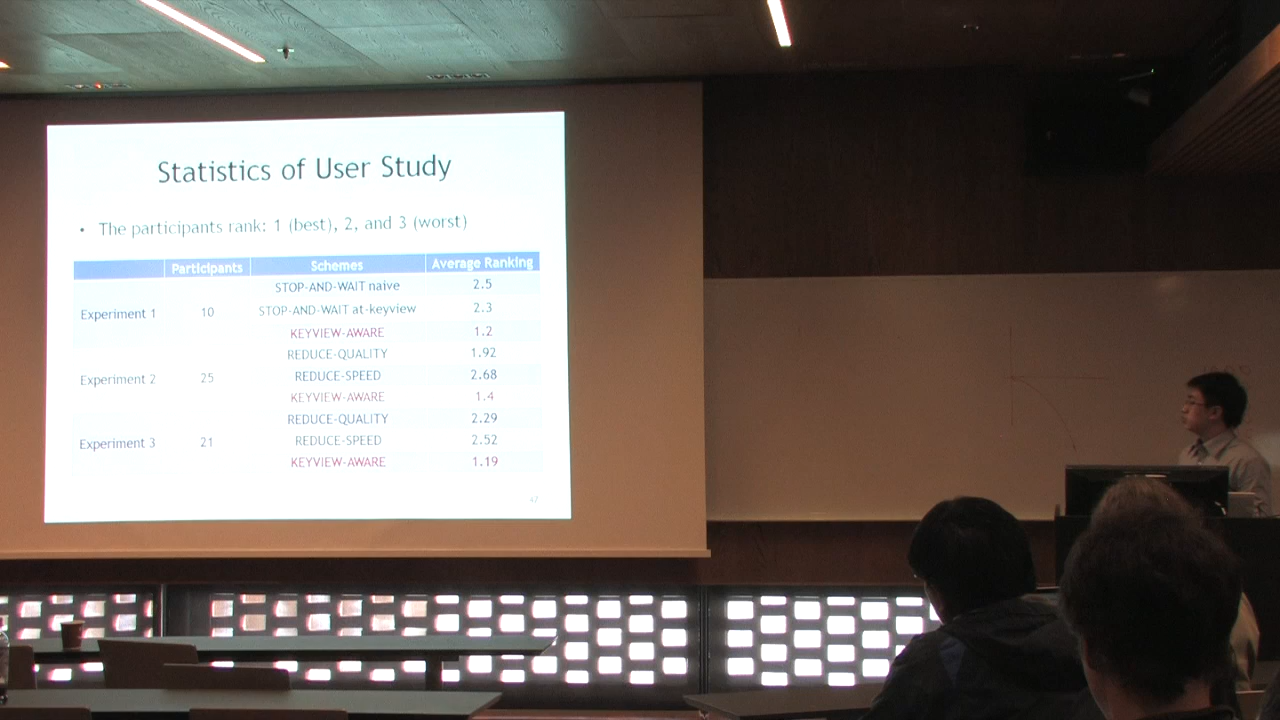 Statistics of User Study
• The participants rank: 1 (best), 2, and 3 (worst)
Participants Schemes Average Ranking
STOP-AND-WAIT naive 2.5
Experiment 1 10 STOP-AND-WAIT at-keyview 2.3
KEYVIEW-AWARE 1.2
REDUCE-QUALITY 1.92
Experiment 2 25 REDUCE-SPEED 2.68
KEYVIEW-AWARE 1.4
REDUCE-QUALITY 2.29
Experiment 3 21 REDUCE-SPEED 2.52
KEYVIEW-AWARE 1.19